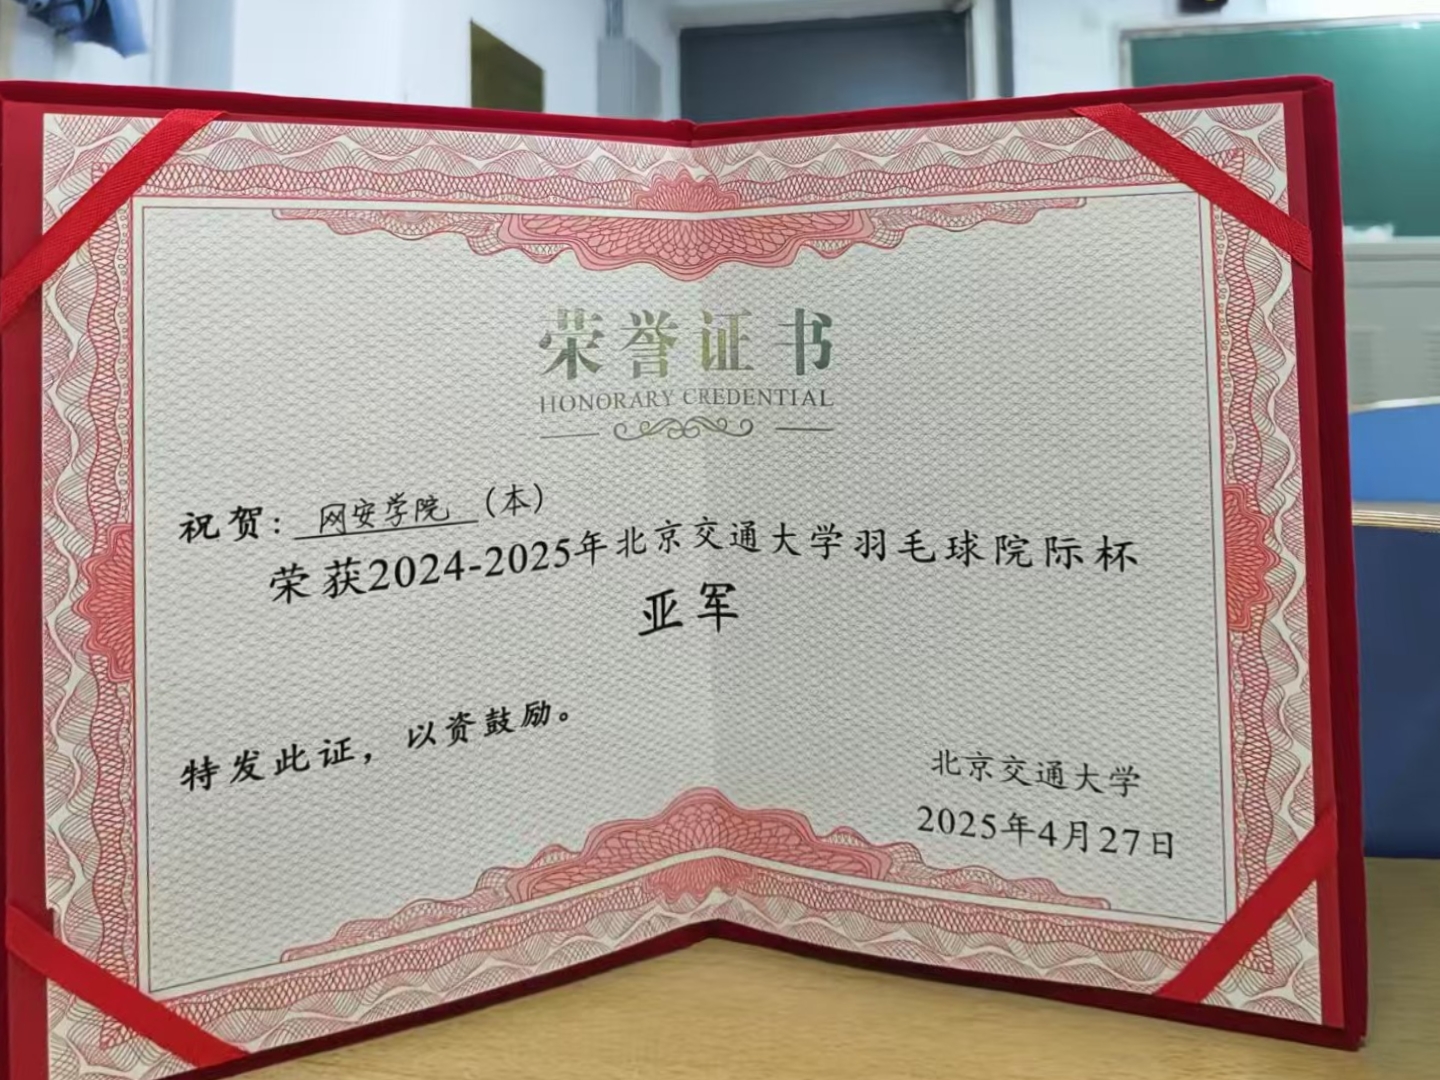 荣誉证书
HONORARY CREDENTIAL
祝贺：网安学院（本）
荣获2024-2025年北京交通大学羽毛球院际杯
亚军
特发此证，以资鼓励。
北京交通大学
2025年4月27日